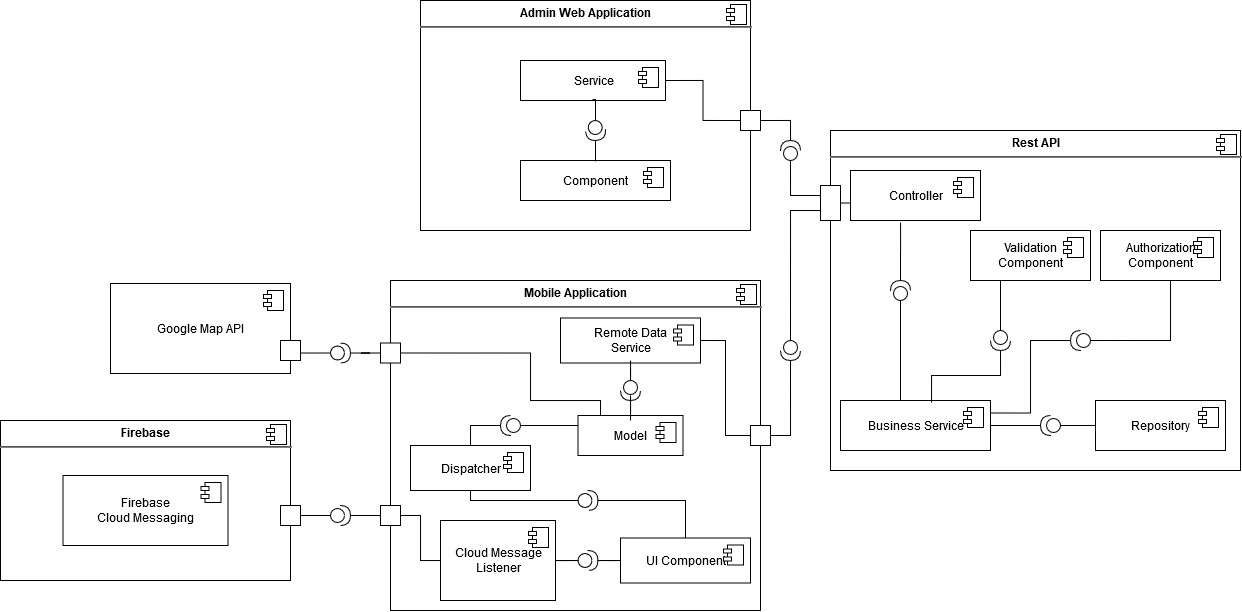 Admin Web Application
Service
Component
Rest API
Controller
Validation
Component
Authorization
Component
Business Service
Repository
Google Map API
Mobile Application
Remote Data
Service
Model
Dispatcher
Cloud Message
Listener
UI Component
Firebase
Firebase
Cloud Messaging